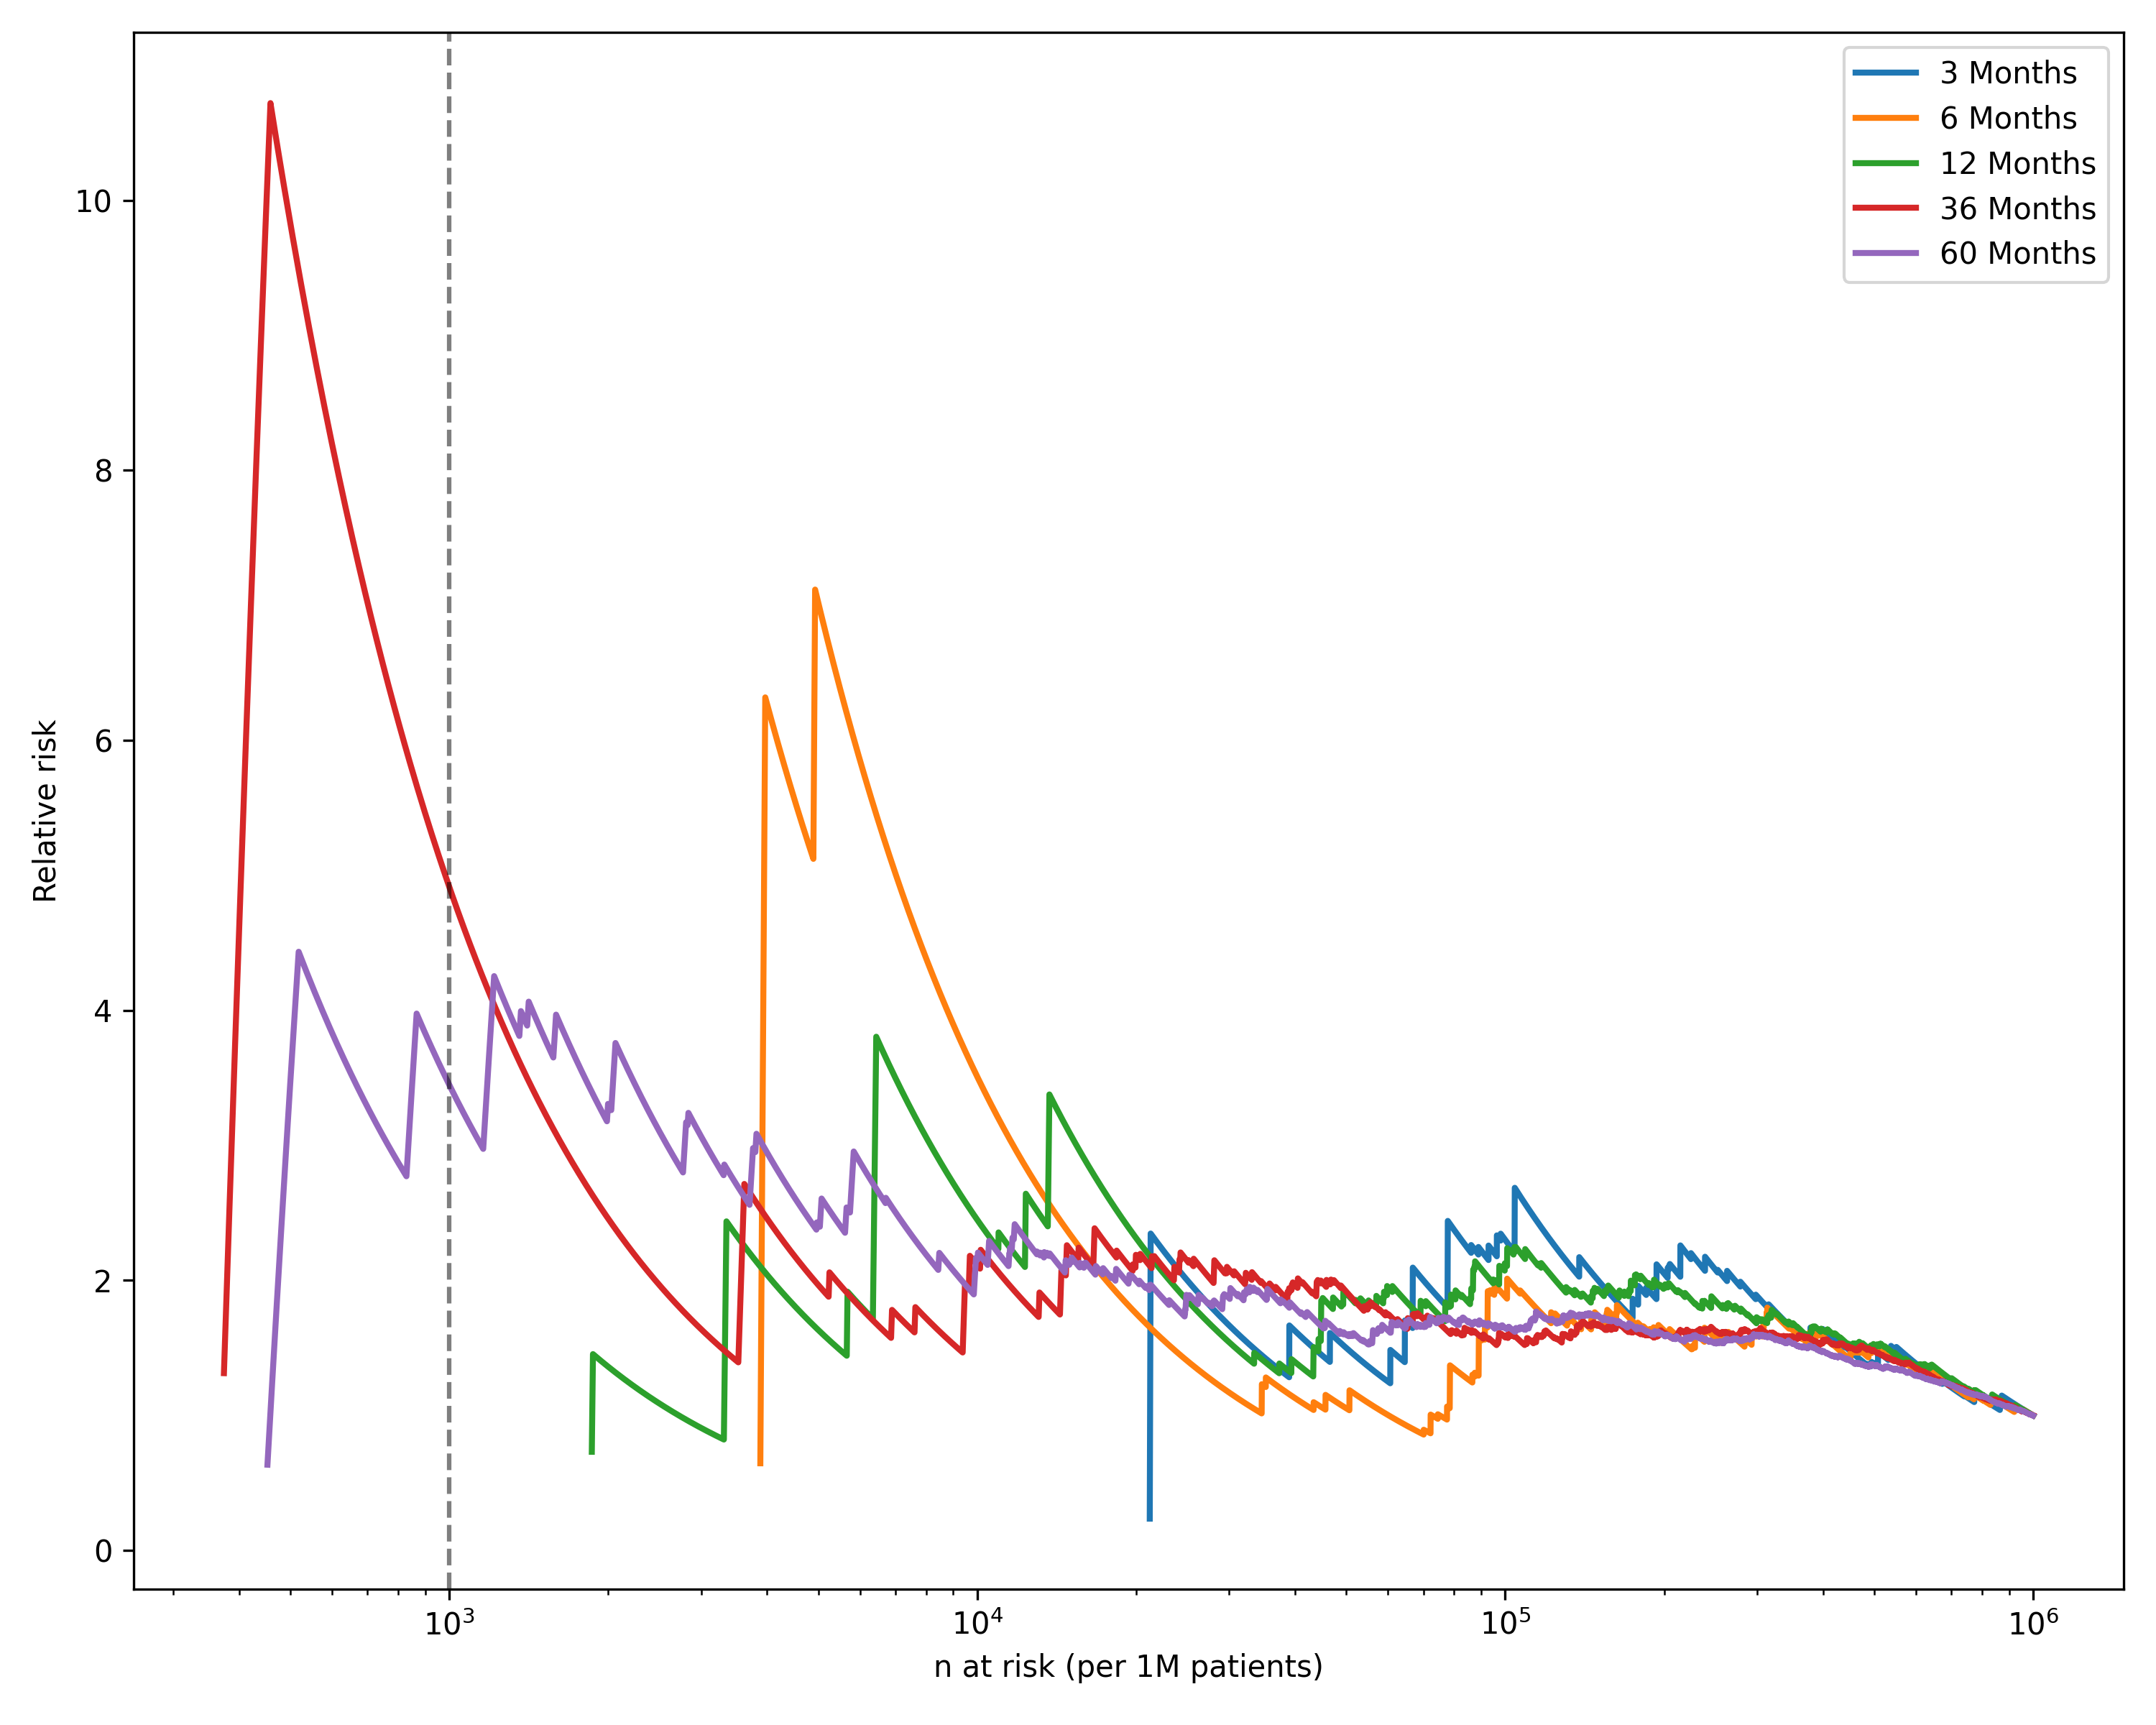 3 Months
6 Months
12 Months
36 Months
60 Months
10
8
6
4
2
0
Relative risk
10³
10⁴
10⁵
10⁶
n at risk (per 1M patients)